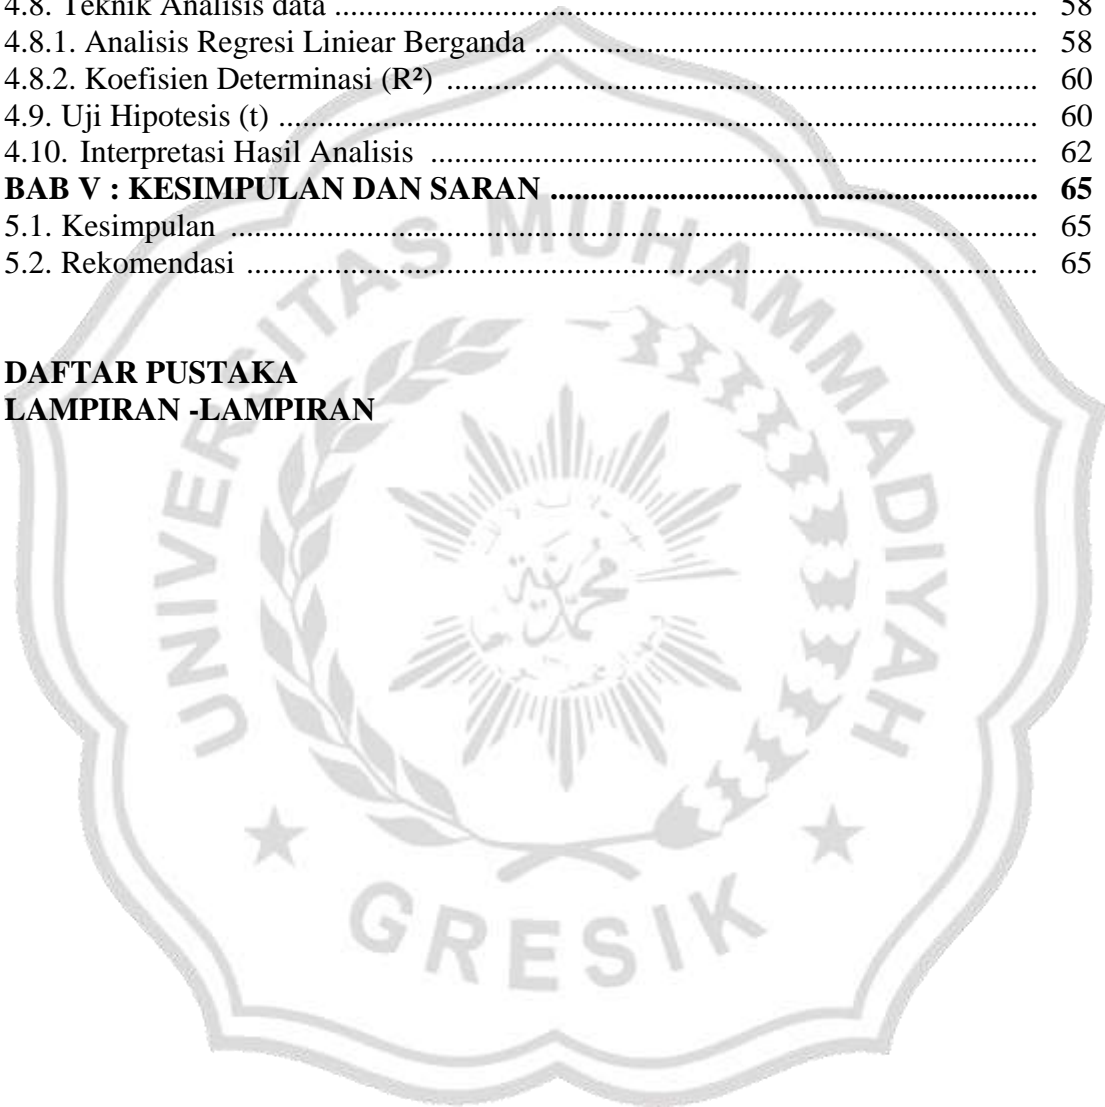 4.8. Teknik Analisis data ............................................................................................ 58
4.8.1. Analisis Regresi Liniear Berganda .................................................................. 58
4.8.2. Koefisien Determinasi (R²) ............................................................................. 60
4.9. Uji Hipotesis (t) ................................................................................................... 60
4.10. Interpretasi Hasil Analisis ................................................................................ 62
BAB V : KESIMPULAN DAN SARAN ............................................................... 65
5.1. Kesimpulan ......................................................................................................... 65
5.2. Rekomendasi ....................................................................................................... 65
DAFTAR PUSTAKA
LAMPIRAN -LAMPIRAN
UNIVERSITAS MUHAMMADIYAH
GRESIK